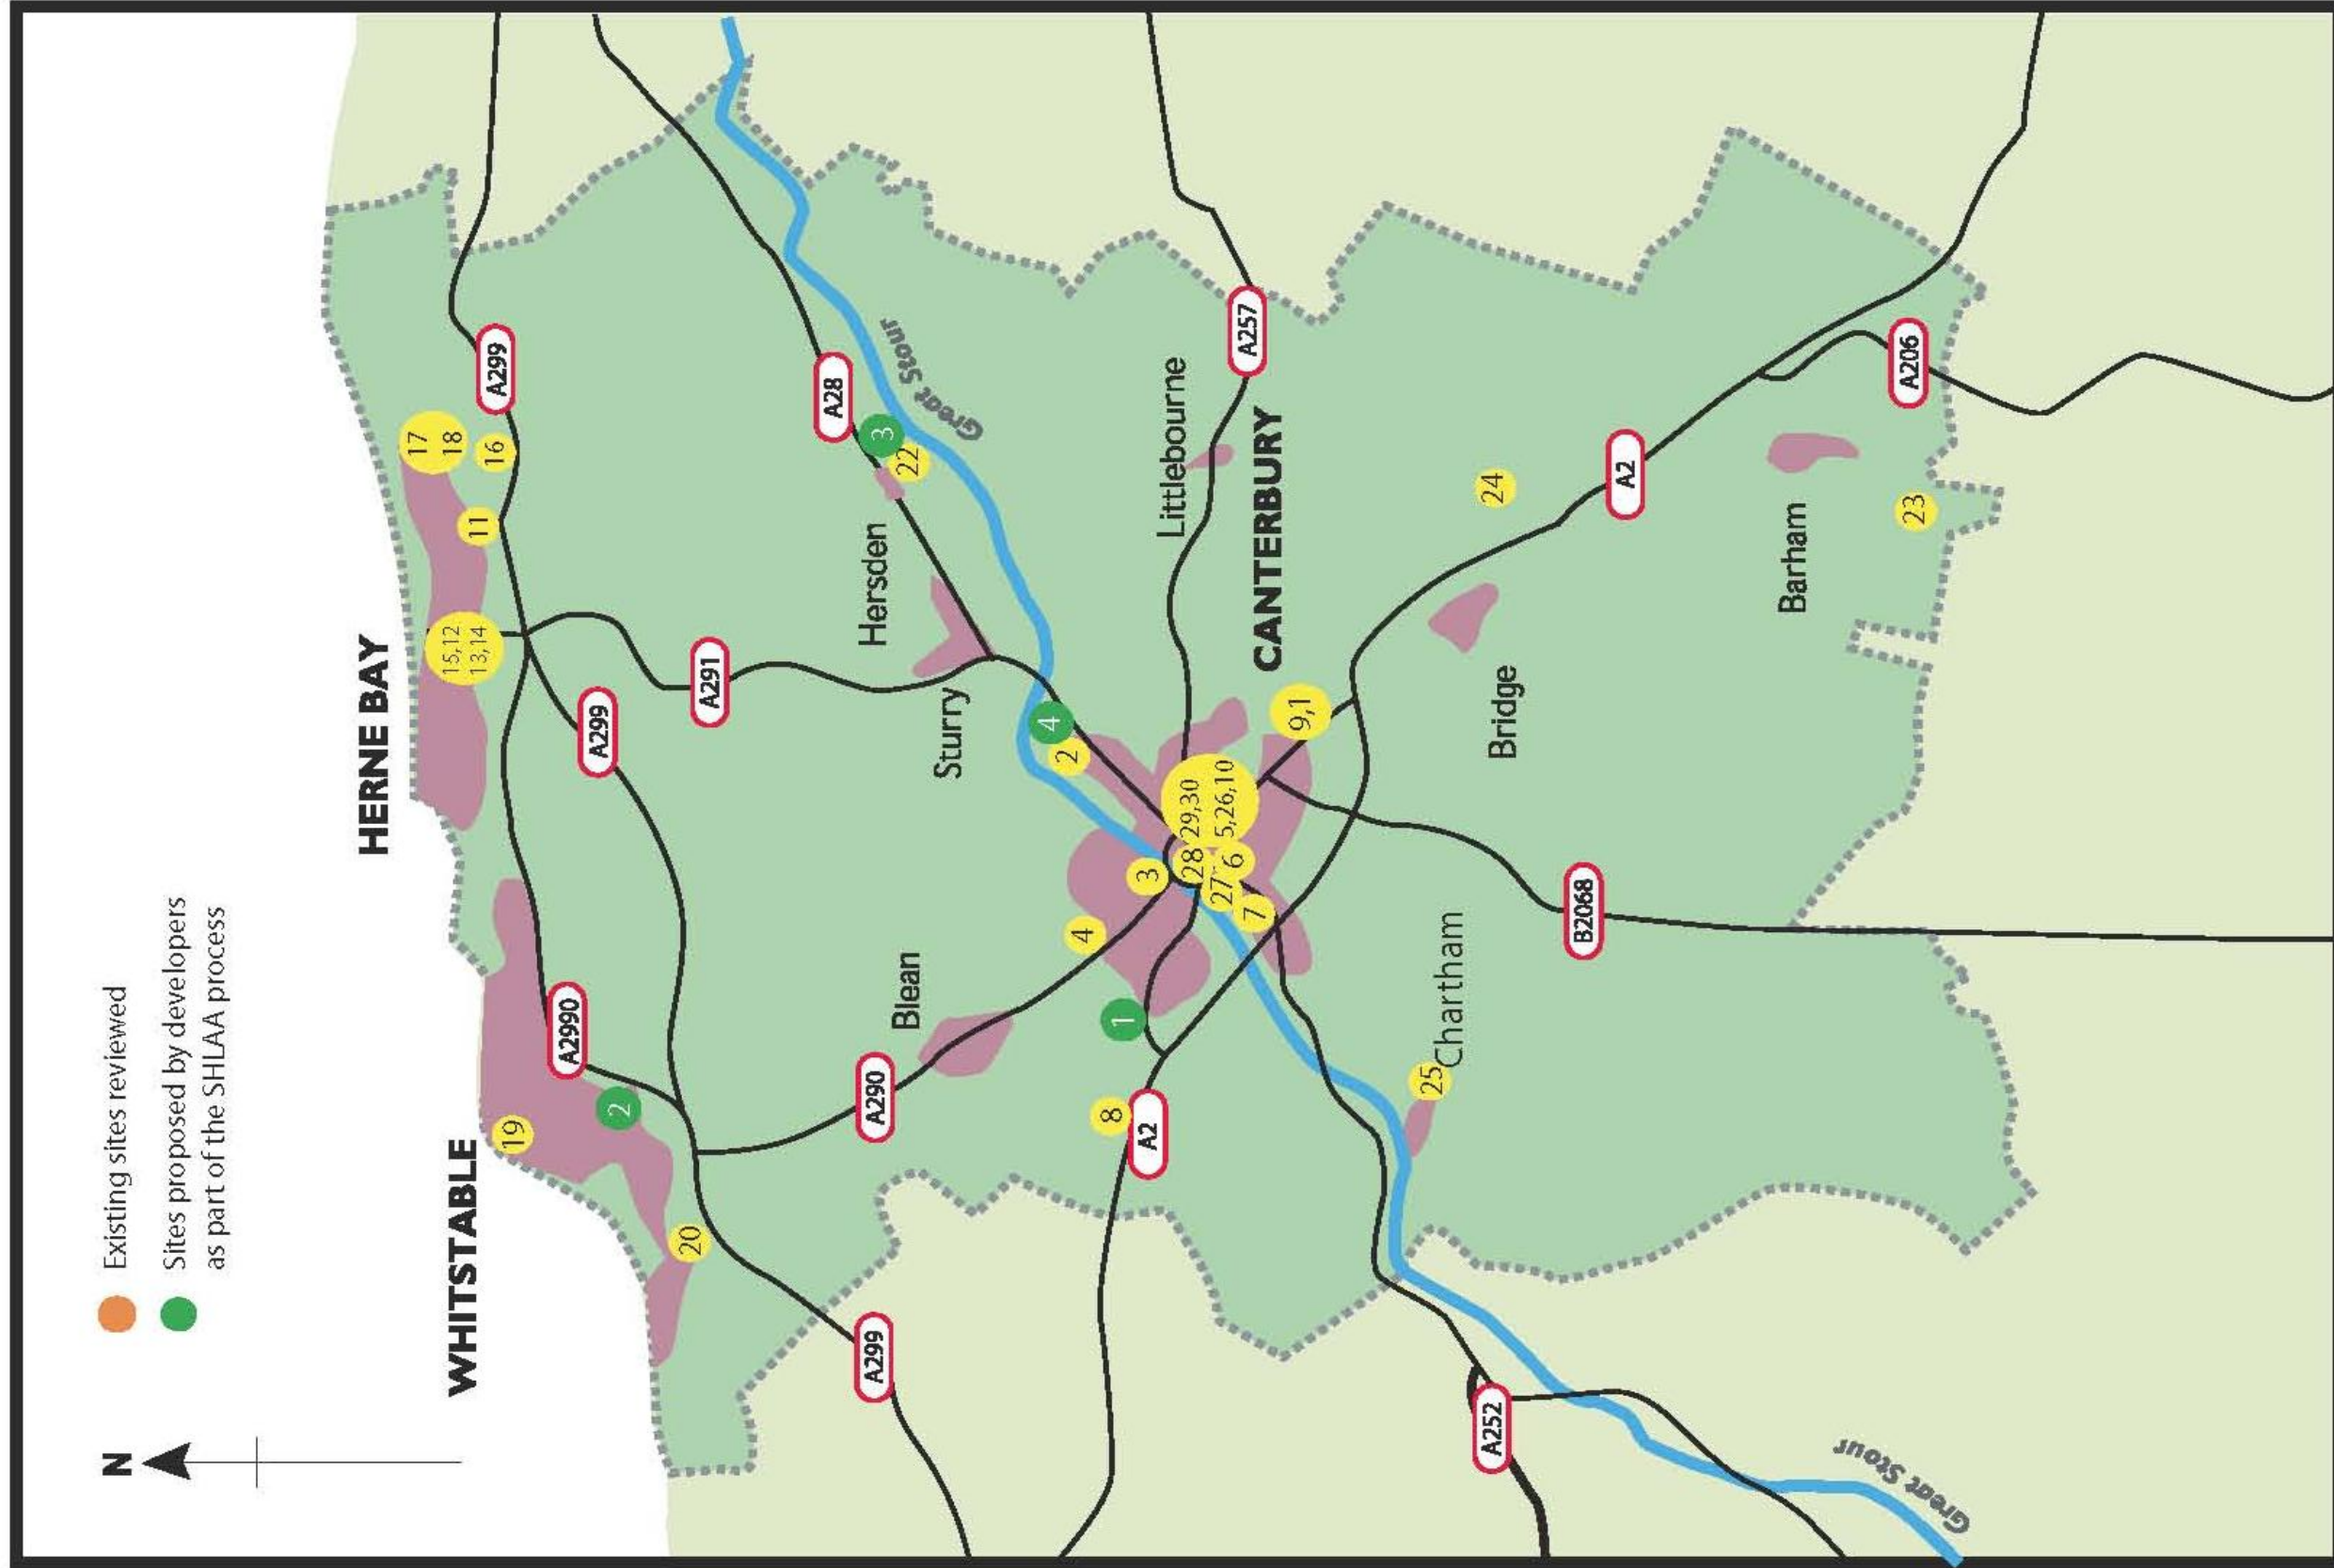 N
Existing sites reviewed
Sites proposed by developers
as part of the SHLAA process
HERNE BAY
WHITSTABLE
17
18
15,12
13,14
11
16
A299
19
A2990
A299
2
20
A291
A28
A299
A290
3
22
Hersden
Blean
Great Stour
Sturry
4
2
4
8
1
3
A2
Littlebourne
28
29,30
5,26,10
27
6
7
A257
CANTERBURY
9,1
25
Chartham
A252
24
Bridge
B2068
A2
Barham
A206
23
Great Stour